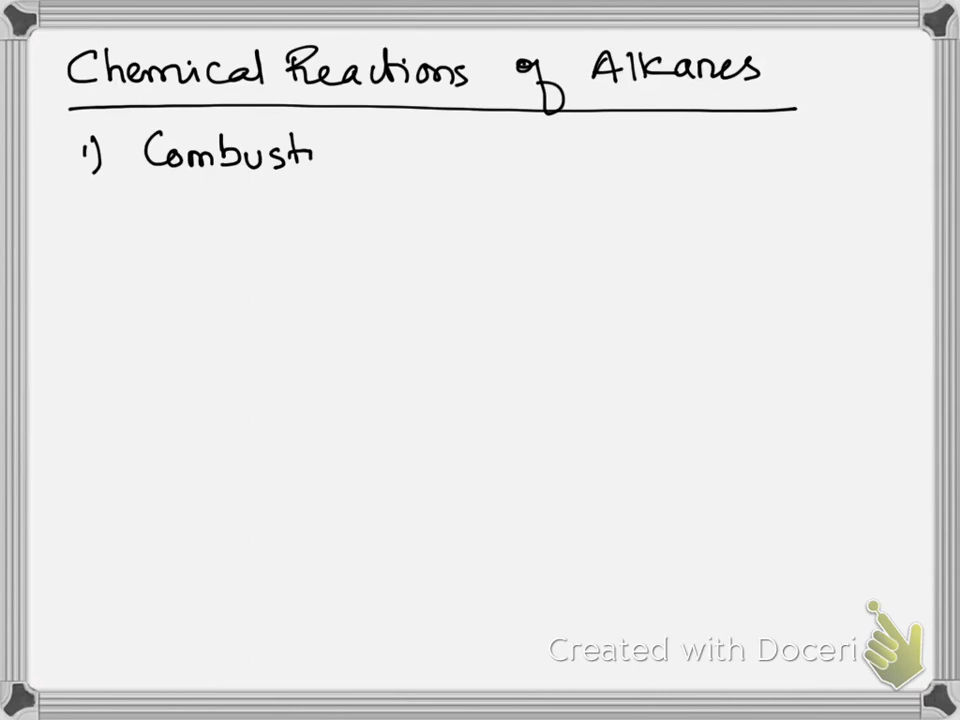 Chemical Reactions of Alkanes
1) Combusti
Created with Doceri